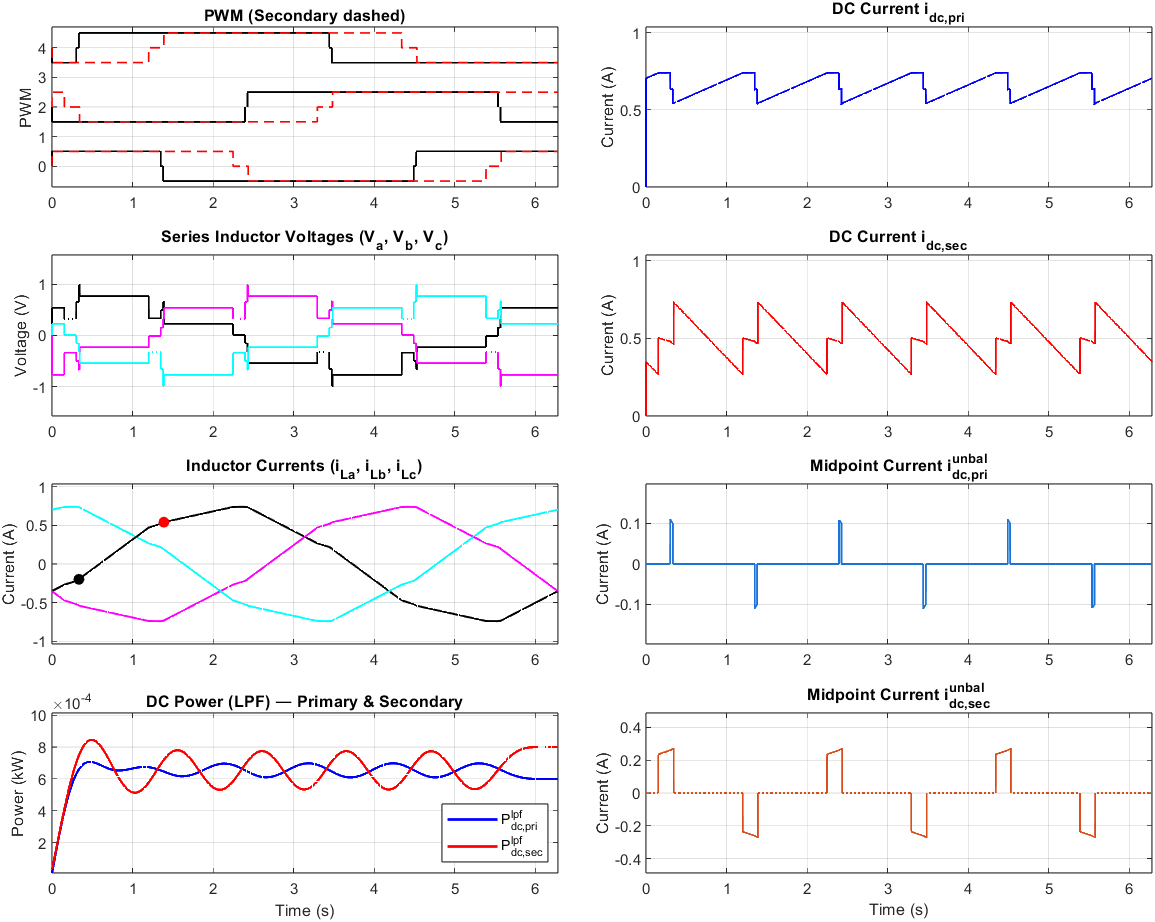 PWM (Secondary dashed)
4
3
2
1
0
PWM
0 1 2 3 4 5 6
DC Current i_dc,pri
1
0.5
0
Current (A)
0 1 2 3 4 5 6
Series Inductor Voltages (V_a, V_b, V_c)
1
0
-1
Voltage (V)
0 1 2 3 4 5 6
DC Current i_dc,sec
1
0.5
0
Current (A)
0 1 2 3 4 5 6
Inductor Currents (i_La, i_Lb, i_Lc)
1
0.5
0
-0.5
-1
Current (A)
0 1 2 3 4 5 6
Midpoint Current i^unbal_dc,pri
0.1
0
-0.1
Current (A)
0 1 2 3 4 5 6
DC Power (LPF) — Primary & Secondary
×10^-4
10
8
6
4
2
Power (kW)
P^lpf_dc,pri
P^lpf_dc,sec
0 1 2 3 4 5 6
Time (s)
Midpoint Current i^unbal_dc,sec
0.4
0.2
0
-0.2
-0.4
Current (A)
0 1 2 3 4 5 6
Time (s)